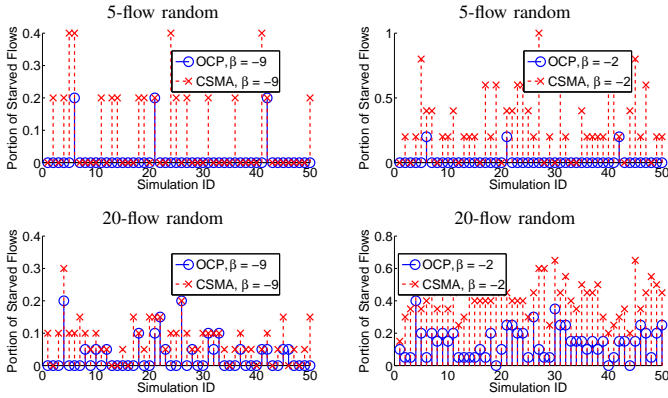 5-flow random
Portion of Starved Flows
0.4
0.3
0.2
0.1
0
OCP, β = −9
CSMA, β = −9
0 10 20 30 40 50
Simulation ID
5-flow random
Portion of Starved Flows
1
0.5
0
OCP, β = −2
CSMA, β = −2
0 10 20 30 40 50
Simulation ID
20-flow random
Portion of Starved Flows
0.4
0.3
0.2
0.1
0
OCP, β = −9
CSMA, β = −9
0 10 20 30 40 50
Simulation ID
20-flow random
Portion of Starved Flows
0.8
0.6
0.4
0.2
0
OCP, β = −2
CSMA, β = −2
0 10 20 30 40 50
Simulation ID